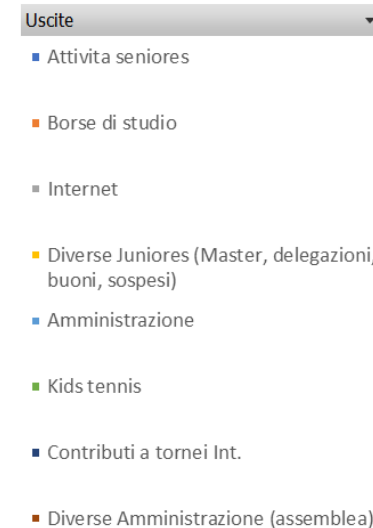 Uscite
Attivita seniores
Borse di studio
Internet
Diverse Juniores (Master, delegazioni,
buoni, sospesi)
Amministrazione
Kids tennis
Contributi a tornei Int.
Diverse Amministrazione (assemblea)